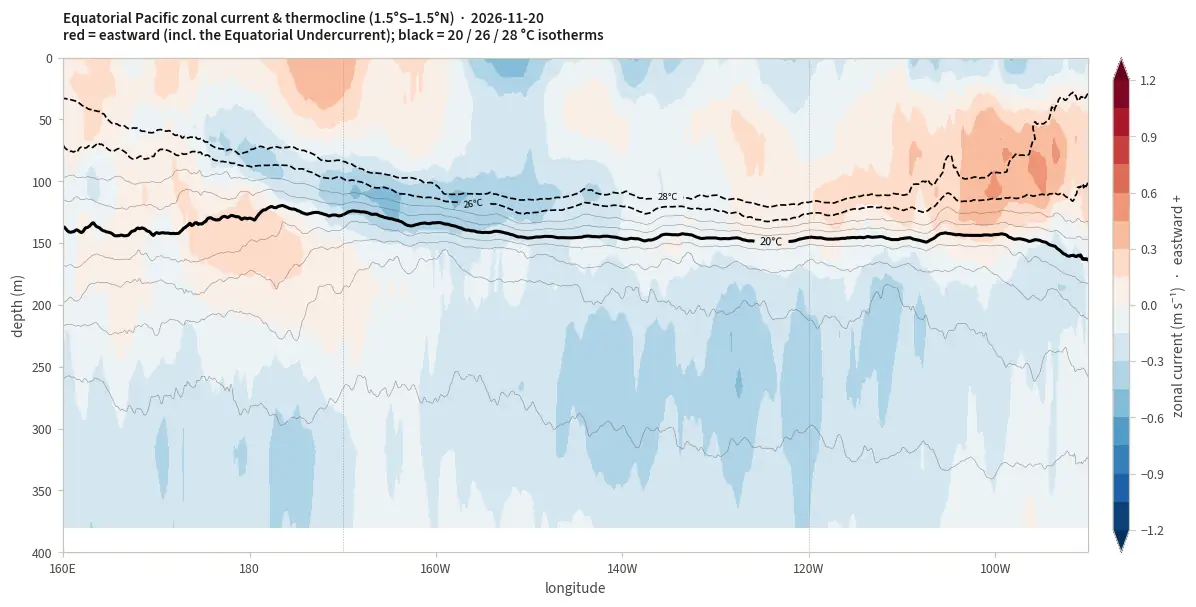 Equatorial Pacific zonal current & thermocline (1.5°S–1.5°N) · 2026-11-20
red = eastward (incl. the Equatorial Undercurrent); black = 20 / 26 / 28 °C isotherms
0
50
100
150
200
250
300
350
400
depth (m)
28°C
26°C
20°C
160E
180
160W
140W
120W
100W
longitude
1.2
0.9
0.6
0.3
0.0
−0.3
−0.6
−0.9
−1.2
zonal current (m s⁻¹) · eastward +